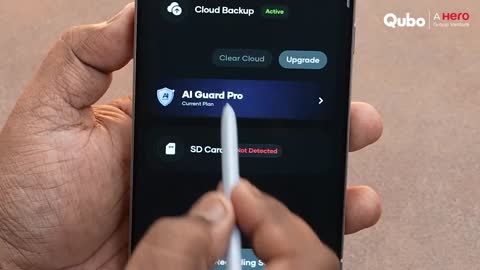 Qubo
A HERO
Group Venture
Cloud Backup Active
Clear Cloud Upgrade
AI Guard Pro
AI
Current Plan
SD Card Not Detected